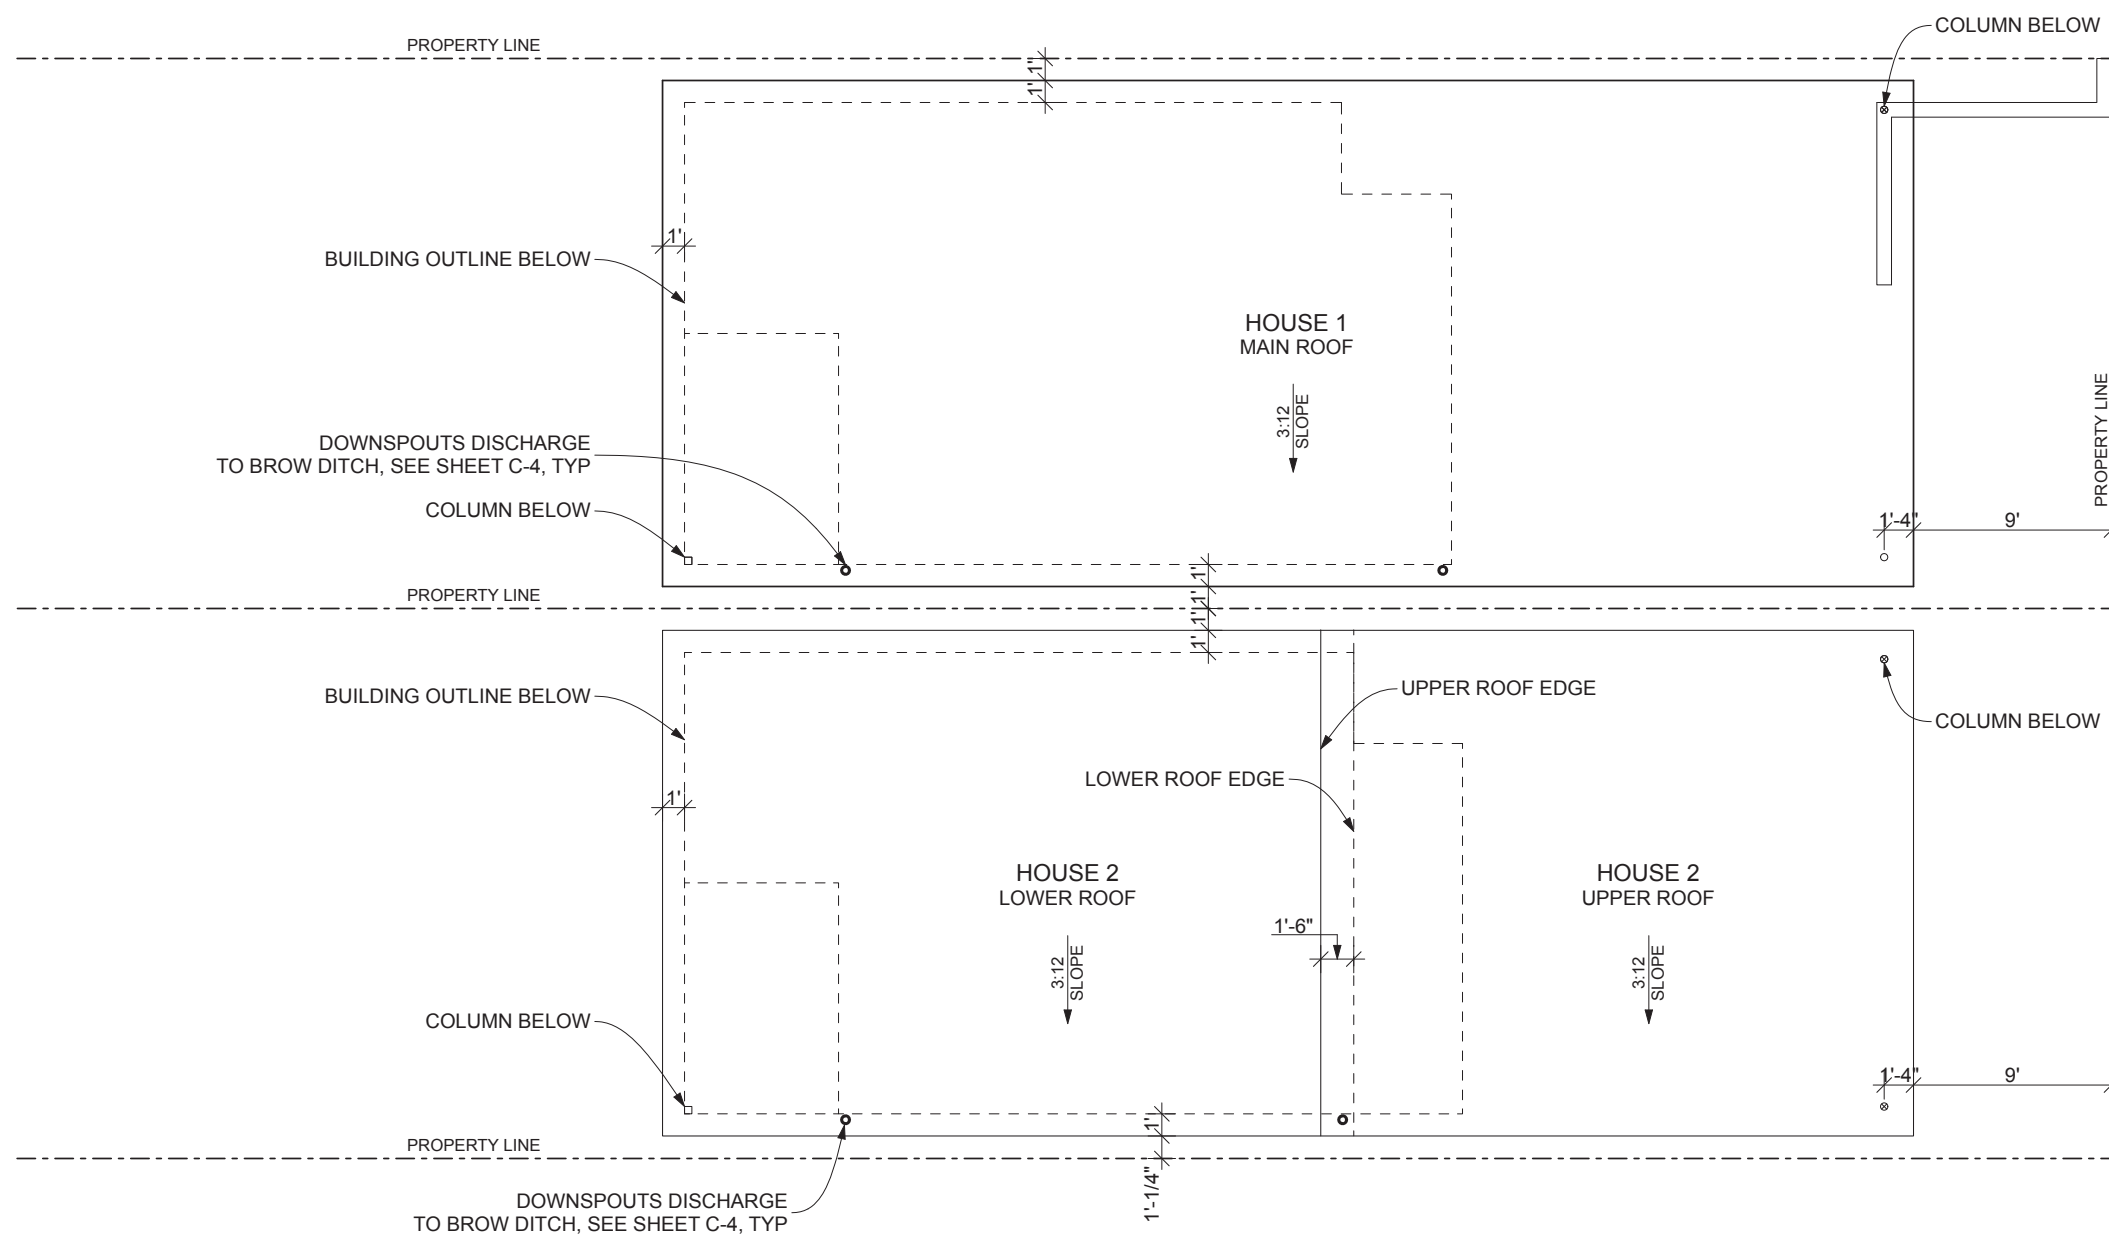 COLUMN BELOW
PROPERTY LINE
1'
1'
1'
BUILDING OUTLINE BELOW
HOUSE 1
MAIN ROOF
3:12
SLOPE
PROPERTY LINE
DOWNSPOUTS DISCHARGE
TO BROW DITCH, SEE SHEET C-4, TYP
COLUMN BELOW
1'-4"
9'
PROPERTY LINE
1'
1'
1'
1'
BUILDING OUTLINE BELOW
UPPER ROOF EDGE
COLUMN BELOW
LOWER ROOF EDGE
1'
HOUSE 2
LOWER ROOF
HOUSE 2
UPPER ROOF
1'-6"
3:12
SLOPE
3:12
SLOPE
COLUMN BELOW
1'-4"
9'
1'
PROPERTY LINE
1'-1/4"
DOWNSPOUTS DISCHARGE
TO BROW DITCH, SEE SHEET C-4, TYP